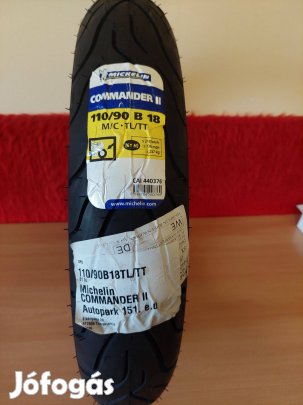 MICHELIN
COMMANDER II
110/90 B 18
M/C - TL/TT
CAI 440376
www.michelin.com
110/90B18TL/TT
Michelin
COMMANDER II
Autopark 151, e.d
Jófogás